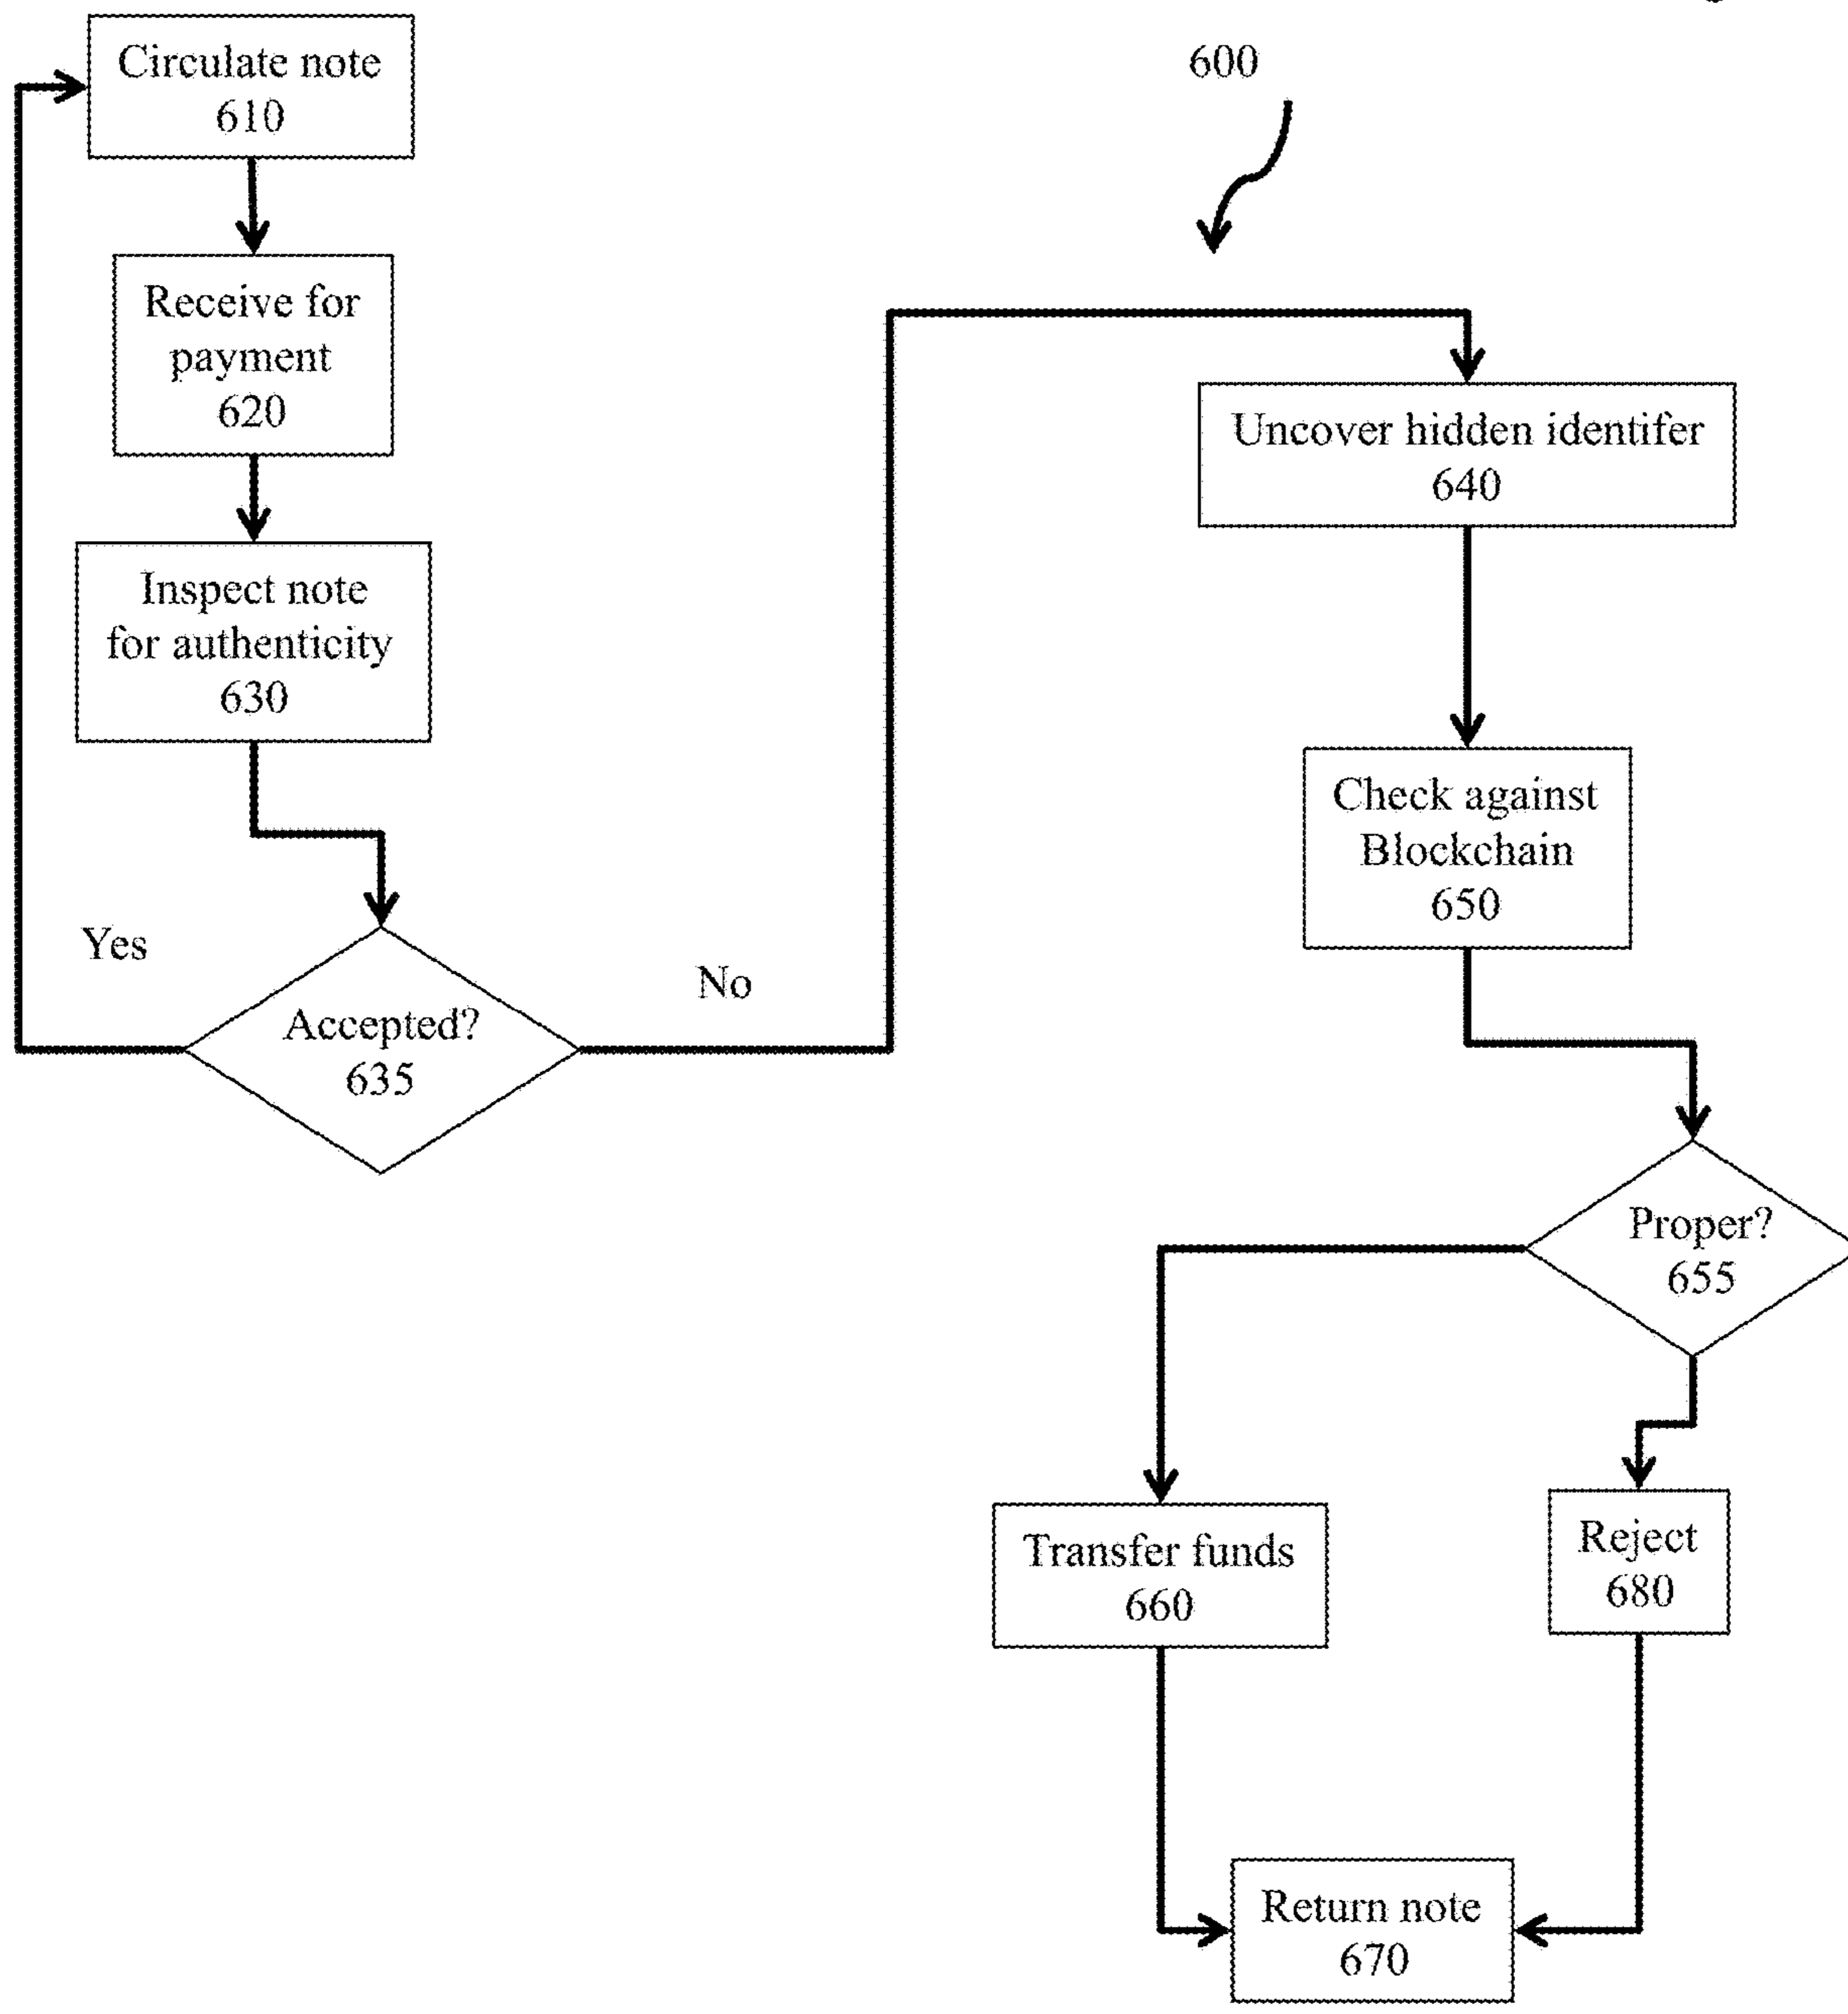 Circulate note
610
600
Receive for
payment
620
Inspect note
for authenticity
630
Yes
Accepted?
635
No
Uncover hidden identifer
640
Check against
Blockchain
650
Proper?
655
Transfer funds
660
Reject
680
Return note
670